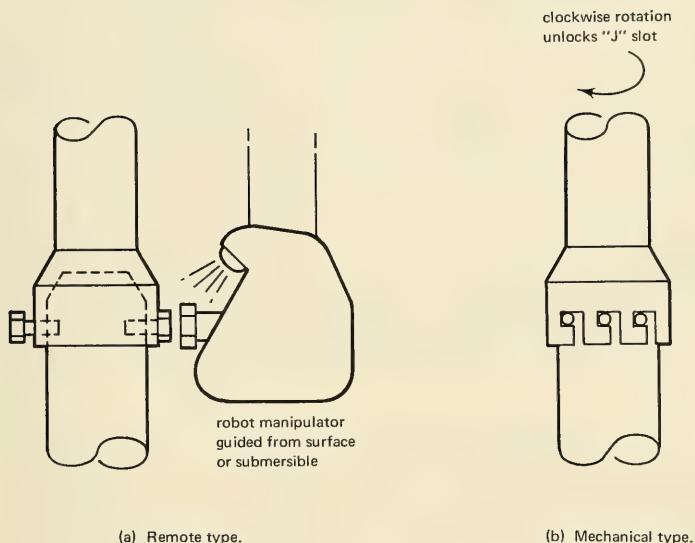 clockwise rotation
unlocks "J" slot
robot manipulator
guided from surface
or submersible
(a) Remote type.
(b) Mechanical type.